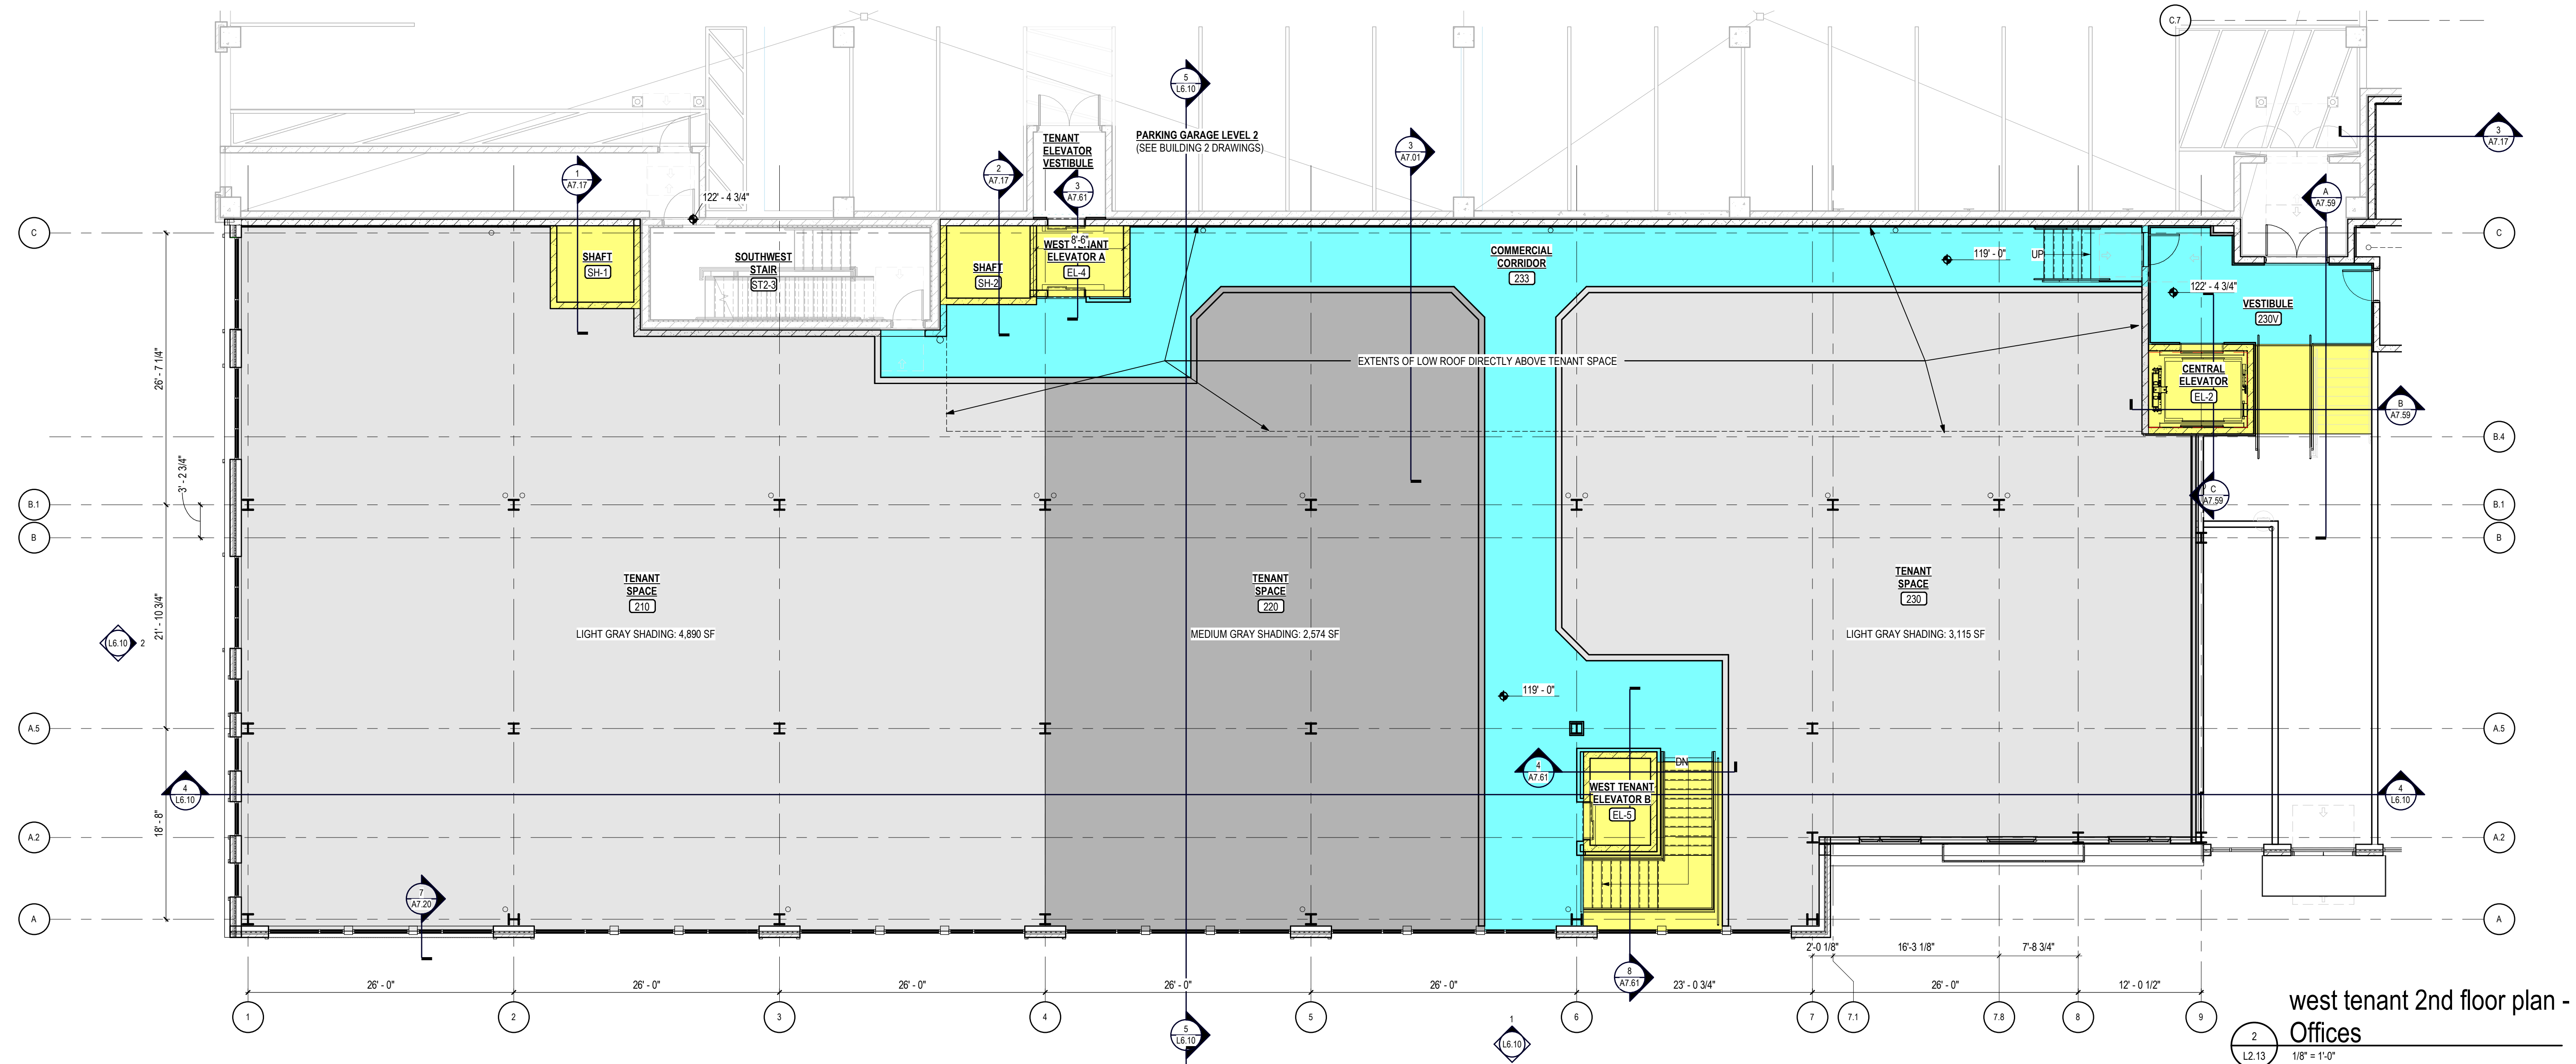 C.7
5
L6.10
TENANT
ELEVATOR
VESTIBULE
PARKING GARAGE LEVEL 2
(SEE BUILDING 2 DRAWINGS)
3
A7.01
3
A7.17
1
A7.17
2
A7.17
3
A7.61
A
A7.59
122' - 4 3/4"
C
C
SHAFT
SH-1
SOUTHWEST
STAIR
ST2-3
SHAFT
SH-2
8'-6"
WEST TENANT
ELEVATOR A
EL-4
COMMERCIAL
CORRIDOR
233
119' - 0"
UP
122' - 4 3/4"
VESTIBULE
230V
EXTENTS OF LOW ROOF DIRECTLY ABOVE TENANT SPACE
26' - 7 1/4"
CENTRAL
ELEVATOR
EL-2
B
A7.59
B.4
3' - 2 3/4"
C
A7.59
B.1
B.1
B
B
TENANT
SPACE
210
LIGHT GRAY SHADING: 4,890 SF
TENANT
SPACE
220
MEDIUM GRAY SHADING: 2,574 SF
TENANT
SPACE
230
LIGHT GRAY SHADING: 3,115 SF
21' - 10 3/4"
L6.10
2
119' - 0"
A.5
A.5
4
A7.61
DN
WEST TENANT
ELEVATOR B
EL-5
4
L6.10
4
L6.10
18' - 8"
A.2
A.2
7
A7.20
A
A
2'-0 1/8"
16'-3 1/8"
7'-8 3/4"
8
A7.61
26' - 0"
26' - 0"
26' - 0"
26' - 0"
26' - 0"
23' - 0 3/4"
26' - 0"
12' - 0 1/2"
1
2
3
4
5
6
7
7.1
7.8
8
9
5
L6.10
1
L6.10
west tenant 2nd floor plan -
Offices
2
L2.13
1/8" = 1'-0"